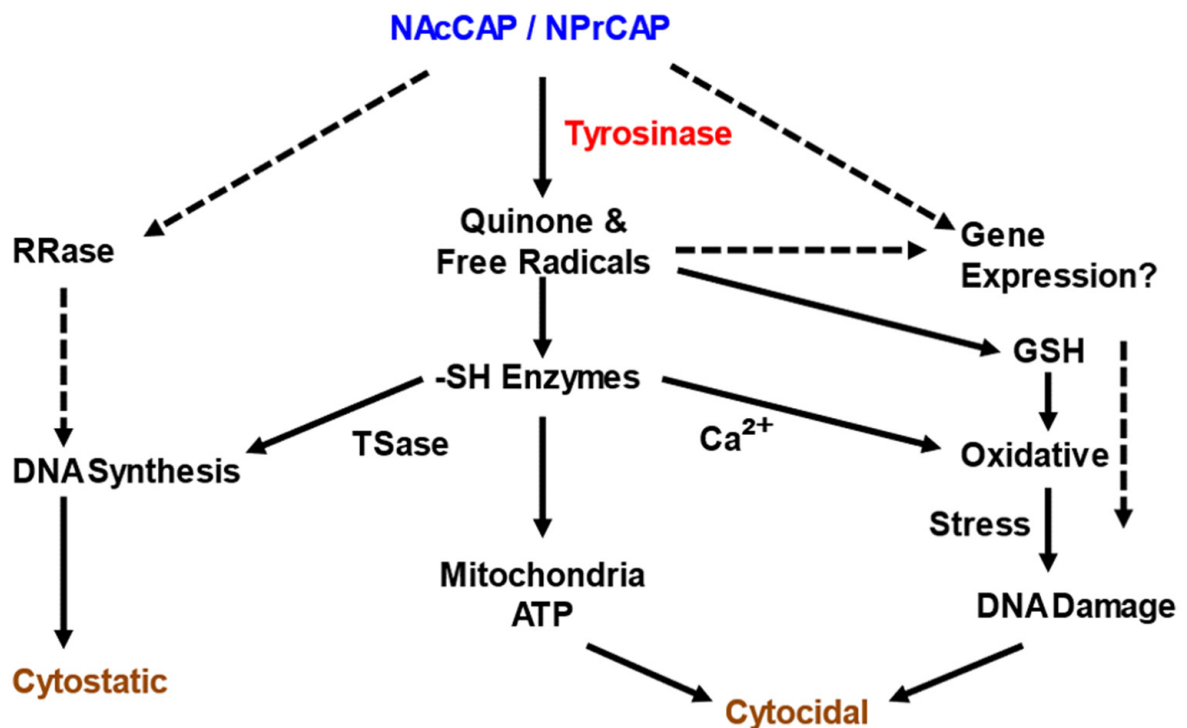 NAcCAP / NPrCAP
Tyrosinase
Quinone &
Free Radicals
RRase
Gene
Expression?
GSH
-SH Enzymes
TSase
Ca²⁺
DNA Synthesis
Oxidative
Stress
Mitochondria
ATP
DNA Damage
Cytostatic
Cytocidal